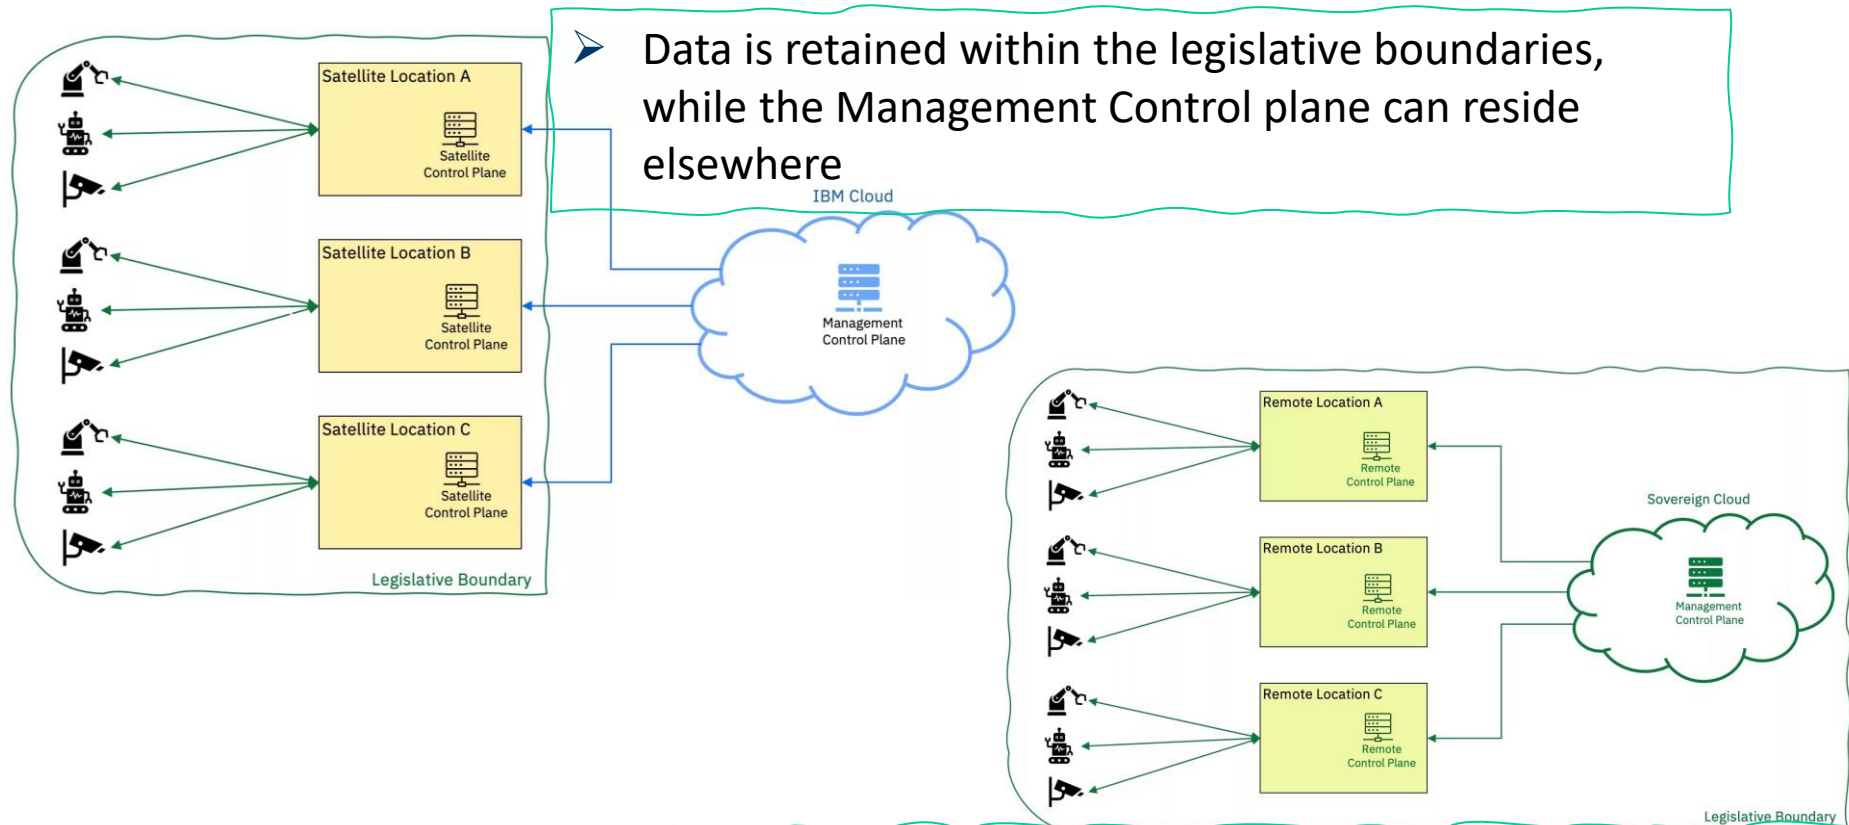 ➢ Data is retained within the legislative boundaries,
while the Management Control plane can reside
elsewhere
Satellite Location A
Satellite
Control Plane
Satellite Location B
Satellite
Control Plane
Satellite Location C
Satellite
Control Plane
Legislative Boundary
IBM Cloud
Management
Control Plane
Remote Location A
Remote
Control Plane
Remote Location B
Remote
Control Plane
Remote Location C
Remote
Control Plane
Sovereign Cloud
Management
Control Plane
Legislative Boundary